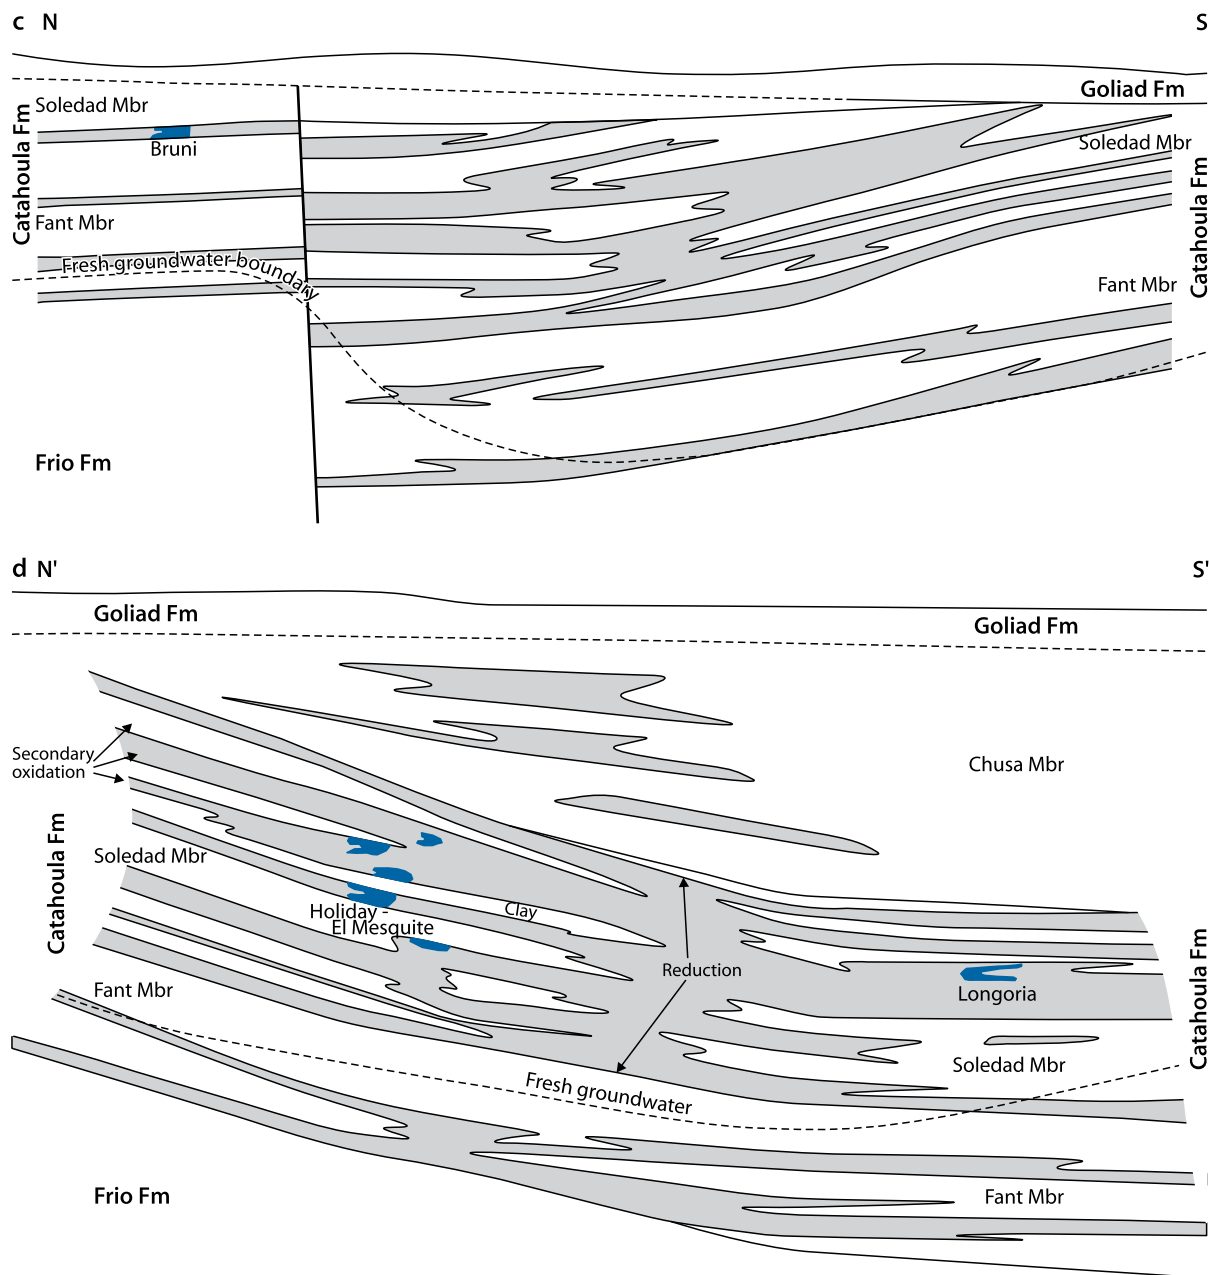 c N
S
Goliad Fm
Soledad Mbr
Catahoula Fm
Bruni
Soledad Mbr
Catahoula Fm
Fant Mbr
Fresh groundwater boundary
Fant Mbr
Frio Fm
d N'
S'
Goliad Fm
Goliad Fm
Secondary
oxidation
Chusa Mbr
Catahoula Fm
Soledad Mbr
Holiday -
El Mesquite
Clay
Reduction
Longoria
Catahoula Fm
Fant Mbr
Soledad Mbr
Fresh groundwater
Frio Fm
Fant Mbr